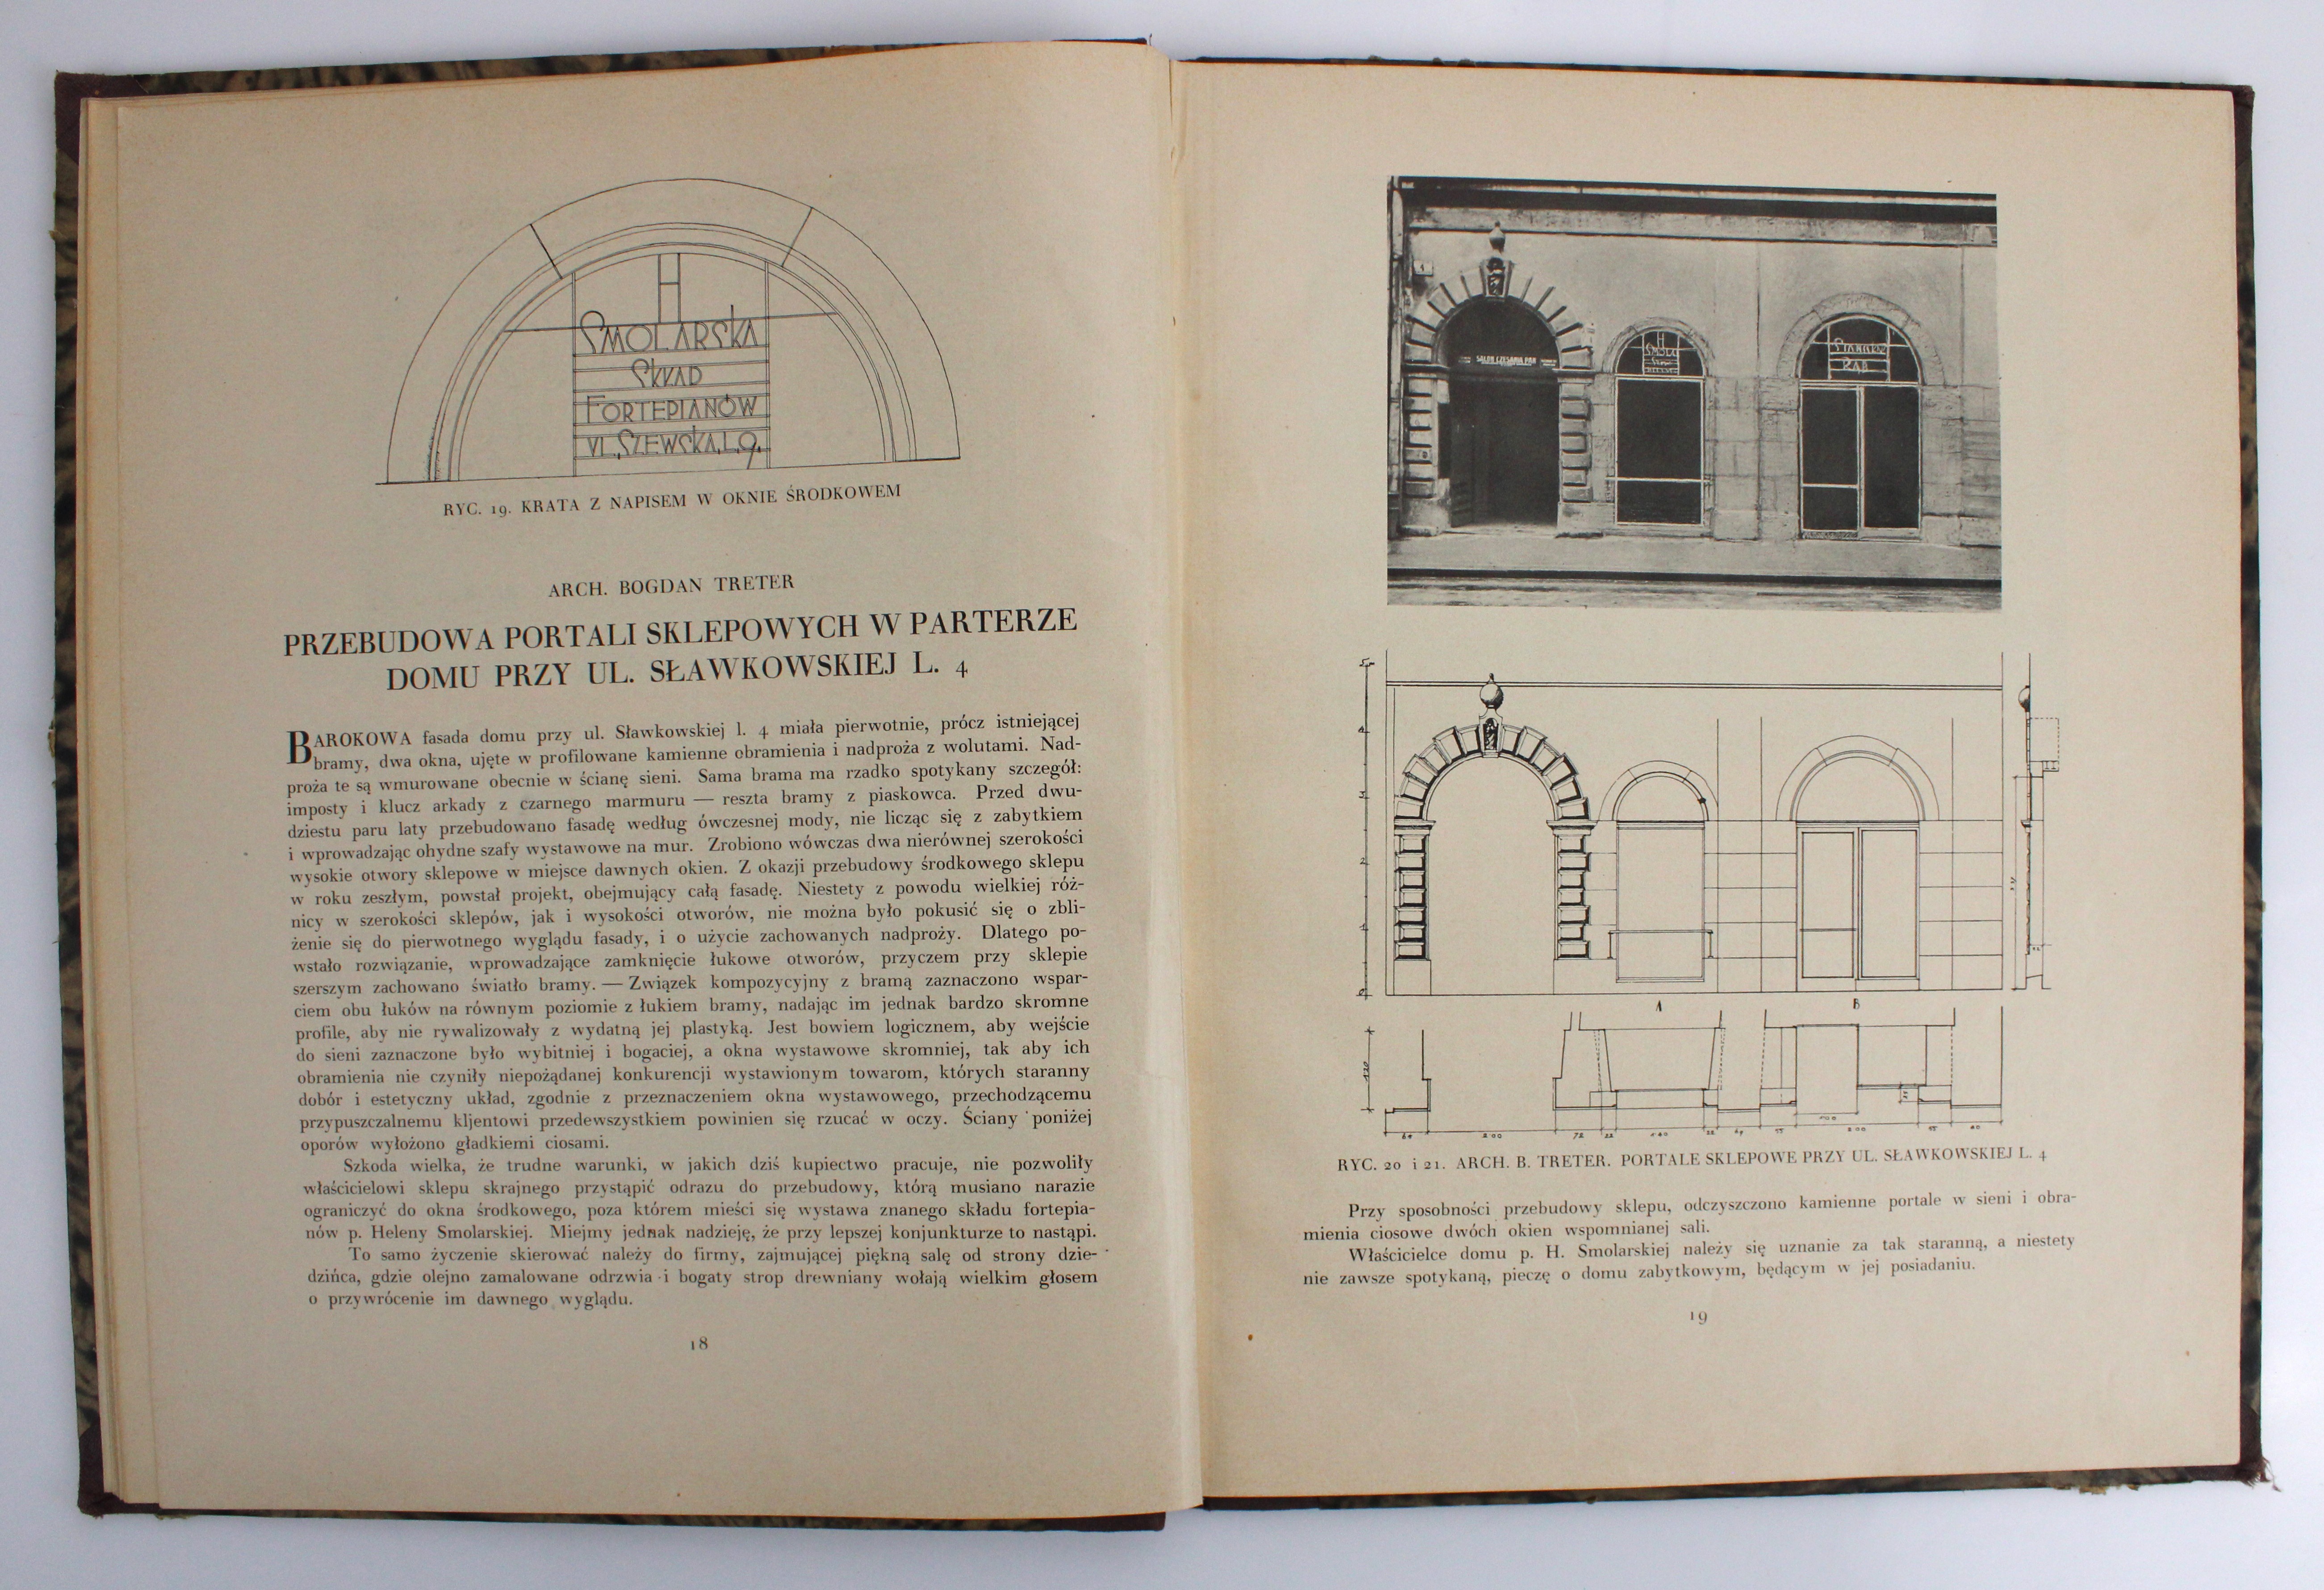 H
SMOLARSKA
SKŁAD
FORTEPIANÓW
UL. SZEWSKA L. 9.
RYC. 19. KRATA Z NAPISEM W OKNIE ŚRODKOWEM
ARCH. BOGDAN TRETER
PRZEBUDOWA PORTALI SKLEPOWYCH W PARTERZE
DOMU PRZY UL. SŁAWKOWSKIEJ L. 4
BAROKOWA fasada domu przy ul. Sławkowskiej l. 4 miała pierwotnie, prócz istniejącej
bramy, dwa okna, ujęte w profilowane kamienne obramienia i nadproża z wolutami. Nad-
proża te są wmurowane obecnie w ścianę sieni. Sama brama ma rzadko spotykany szczegół:
imposty i klucz arkady z czarnego marmuru — reszta bramy z piaskowca. Przed dwu-
dziestu paru laty przebudowano fasadę według ówczesnej mody, nie licząc się z zabytkiem
i wprowadzając ohydne szafy wystawowe na mur. Zrobiono wówczas dwa nierównej szerokości
wysokie otwory sklepowe w miejsce dawnych okien. Z okazji przebudowy środkowego sklepu
w roku zeszłym, powstał projekt, obejmujący całą fasadę. Niestety z powodu wielkiej róż-
nicy w szerokości sklepów, jak i wysokości otworów, nie można było pokusić się o zbli-
żenie się do pierwotnego wyglądu fasady, i o użycie zachowanych nadproży. Dlatego po-
wstało rozwiązanie, wprowadzające zamknięcie łukowe otworów, przyczem przy sklepie
szerszym zachowano światło bramy. — Związek kompozycyjny z bramą zaznaczono wspar-
ciem obu łuków na równym poziomie z łukiem bramy, nadając im jednak bardzo skromne
profile, aby nie rywalizowały z wydatną jej plastyką. Jest bowiem logicznem, aby wejście
do sieni zaznaczone było wybitniej i bogaciej, a okna wystawowe skromniej, tak aby ich
obramienia nie czyniły niepożądanej konkurencji wystawionym towarom, których staranny
dobór i estetyczny układ, zgodnie z przeznaczeniem okna wystawowego, przechodzącemu
przypuszczalnemu kljentowi przedewszystkiem powinien się rzucać w oczy. Ściany poniżej
oporów wyłożono gładkiemi ciosami.
Szkoda wielka, że trudne warunki, w jakich dziś kupiectwo pracuje, nie pozwoliły
właścicielowi sklepu skrajnego przystąpić odrazu do przebudowy, którą musiano narazie
ograniczyć do okna środkowego, poza którem mieści się wystawa znanego składu fortepia-
nów p. Heleny Smolarskiej. Miejmy jednak nadzieję, że przy lepszej konjunkturze to nastąpi.
To samo życzenie skierować należy do firmy, zajmującej piękną salę od strony dzie-
dzińca, gdzie olejno zamalowane odrzwia i bogaty strop drewniany wołają wielkim głosem
o przywrócenie im dawnego wyglądu.
18
SALON CZESANIA PAŃ
A
B
RYC. 20 i 21. ARCH. B. TRETER. PORTALE SKLEPOWE PRZY UL. SŁAWKOWSKIEJ L. 4
Przy sposobności przebudowy sklepu, odczyszczono kamienne portale w sieni i obra-
mienia ciosowe dwóch okien wspomnianej sali.
Właścicielce domu p. H. Smolarskiej należy się uznanie za tak staranną, a niestety
nie zawsze spotykaną, pieczę o domu zabytkowym, będącym w jej posiadaniu.
19